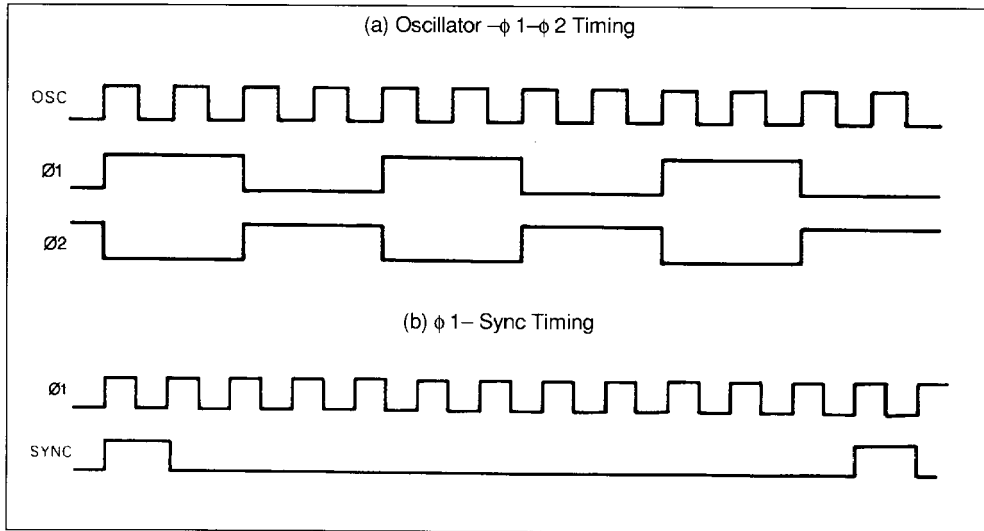 (a) Oscillator –ϕ 1–ϕ 2 Timing
OSC
Ø1
Ø2
(b) ϕ 1– Sync Timing
Ø1
SYNC